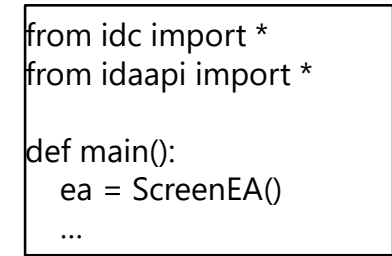 from idc import *
from idaapi import *
def main():
ea = ScreenEA()
…